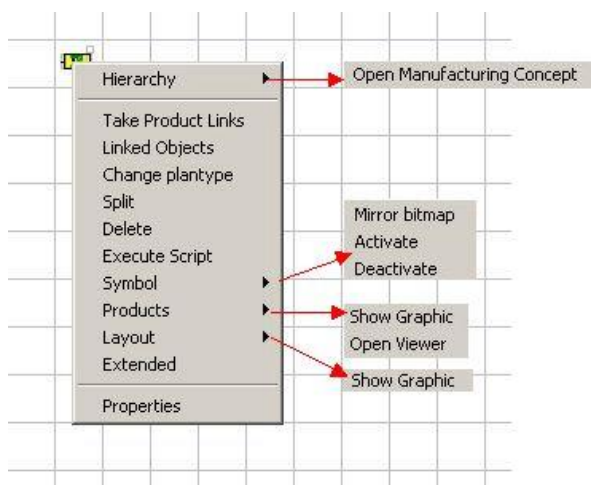 Hierarchy
Open Manufacturing Concept
Take Product Links
Linked Objects
Change plantype
Split
Delete
Execute Script
Symbol
Products
Layout
Extended
Properties
Mirror bitmap
Activate
Deactivate
Show Graphic
Open Viewer
Show Graphic